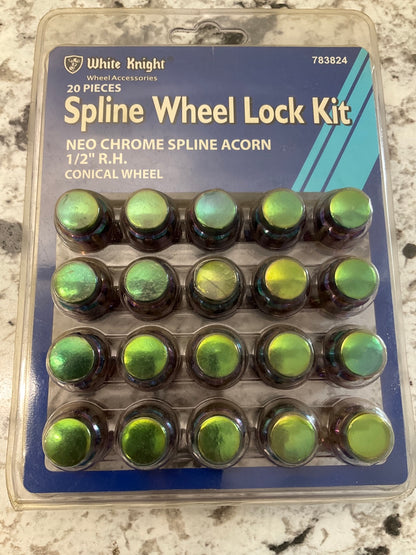 White Knight
783824
Wheel Accessories
20 PIECES
Spline Wheel Lock Kit
NEO CHROME SPLINE ACORN
1/2" R.H.
CONICAL WHEEL